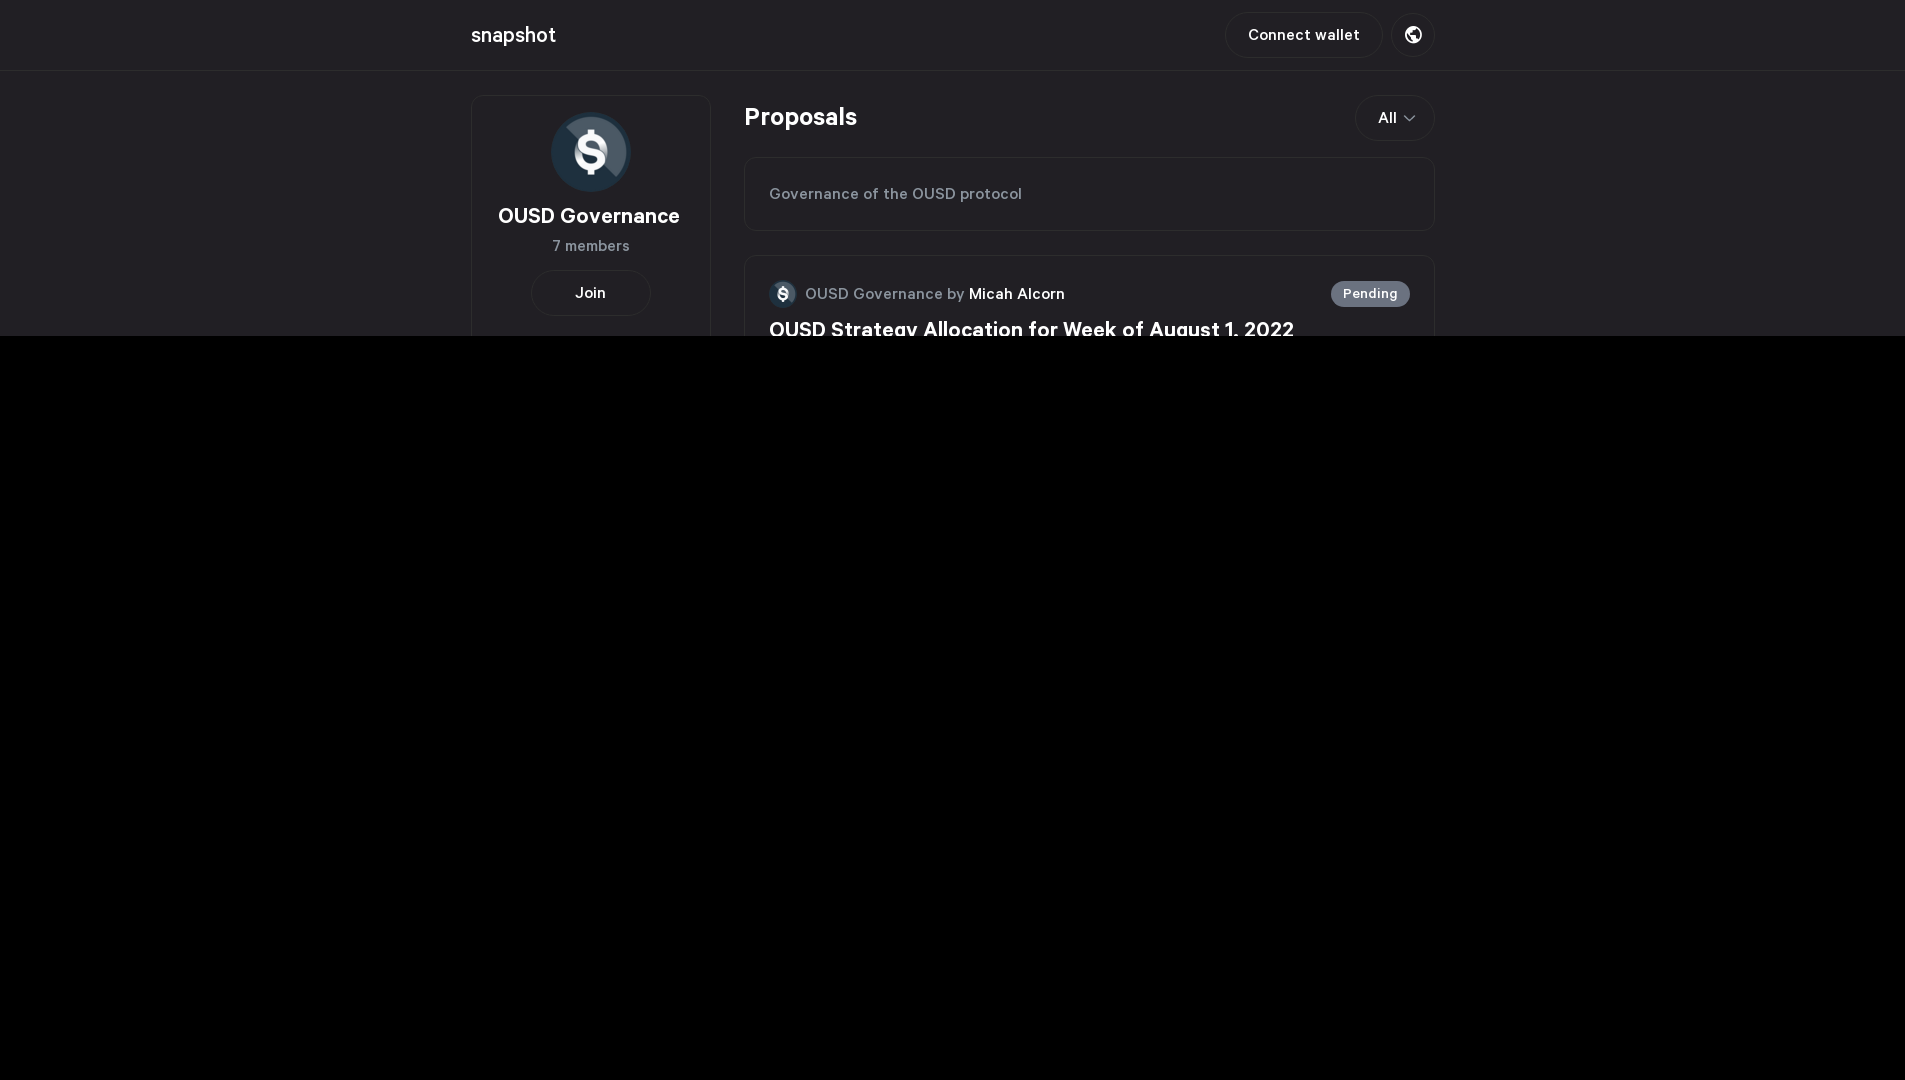 snapshot
Connect wallet
OUSD Governance
7 members
Join
Proposals
All
Governance of the OUSD protocol
OUSD Governance by Micah Alcorn
Pending
OUSD Strategy Allocation for Week of August 1, 2022